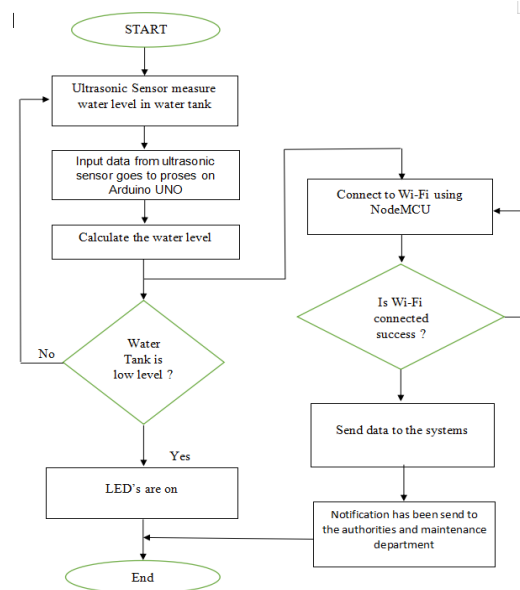 START
Ultrasonic Sensor measure
water level in water tank
Input data from ultrasonic
sensor goes to proses on
Arduino UNO
Calculate the water level
Water
Tank is
low level ?
No
Yes
LED's are on
Connect to Wi-Fi using
NodeMCU
Is Wi-Fi
connected
success ?
Send data to the systems
Notification has been send to
the authorities and maintenance
department
End